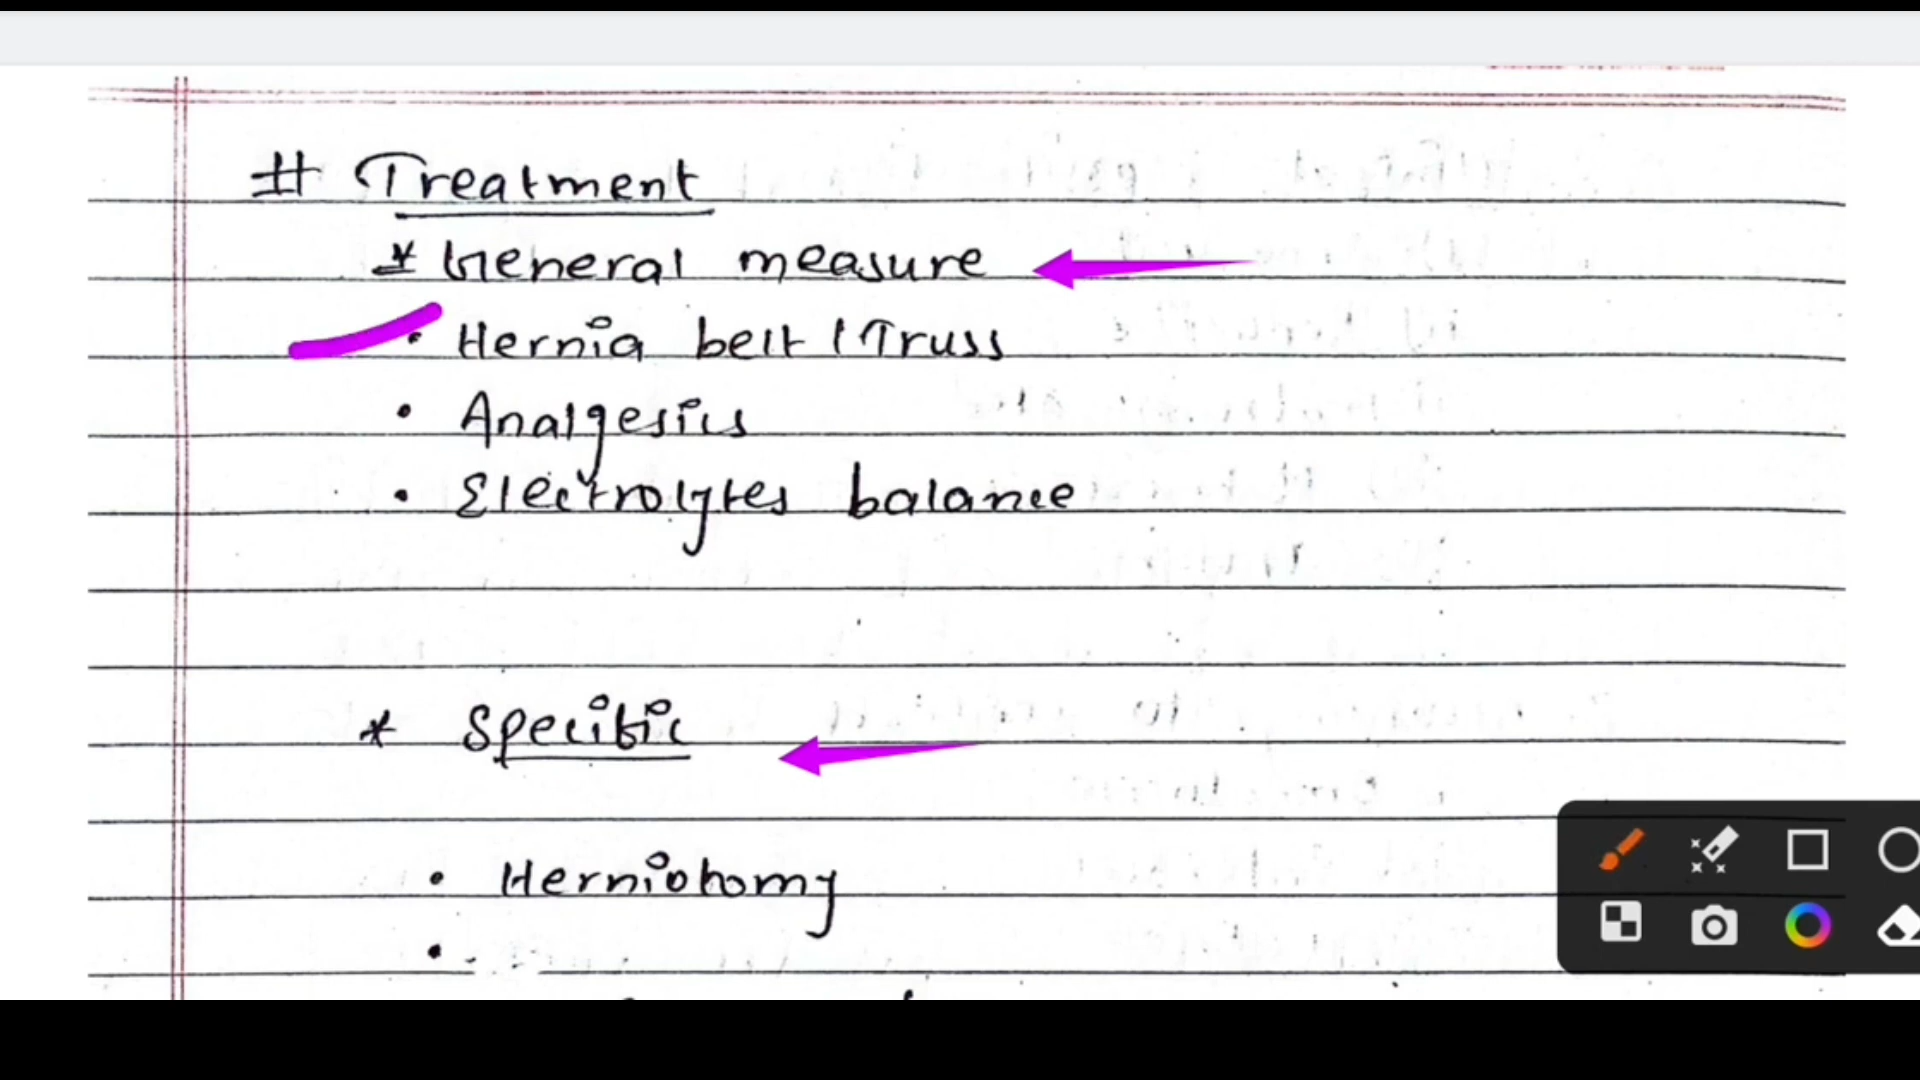 # Treatment
* General measure
• Hernia belt / Truss
• Analgesics
• Electrolytes balance
* Specific
• Herniotomy
•